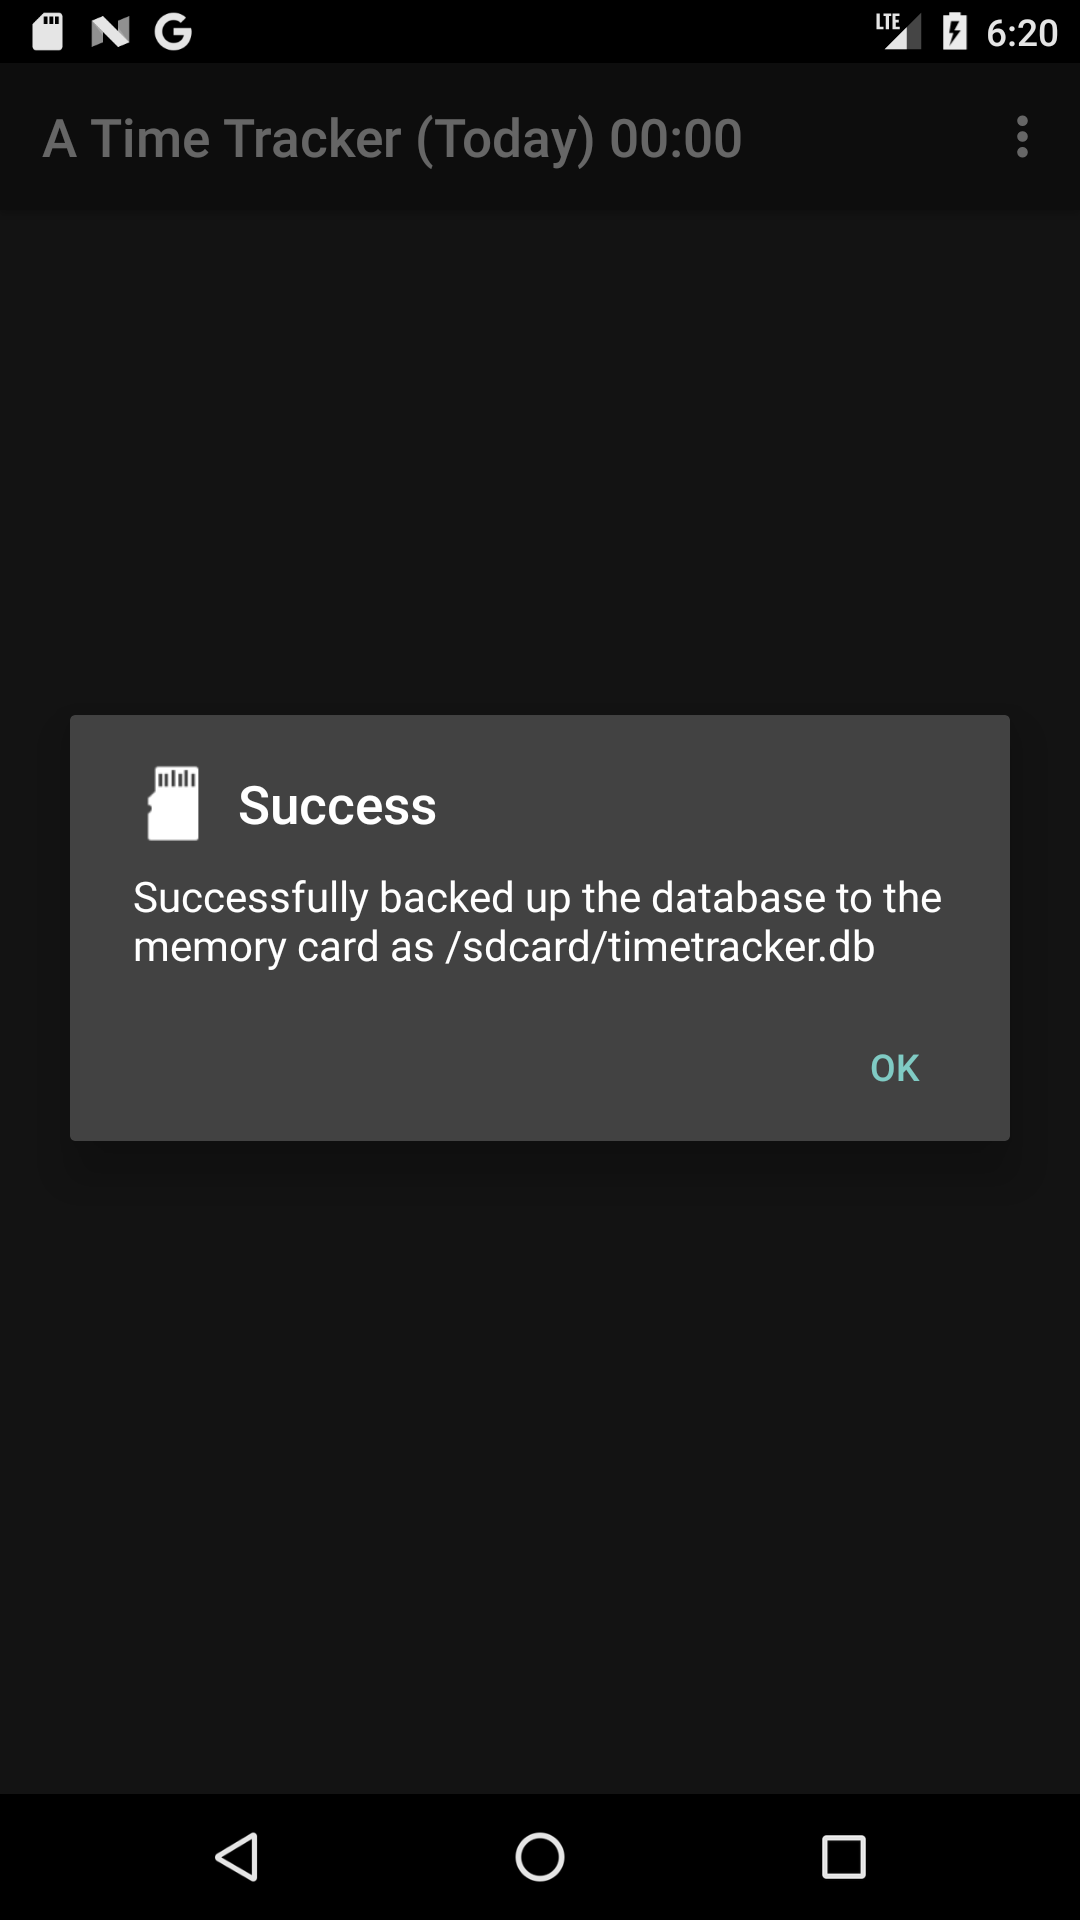 LTE 6:20
A Time Tracker (Today) 00:00
Success
Successfully backed up the database to the
memory card as /sdcard/timetracker.db
OK